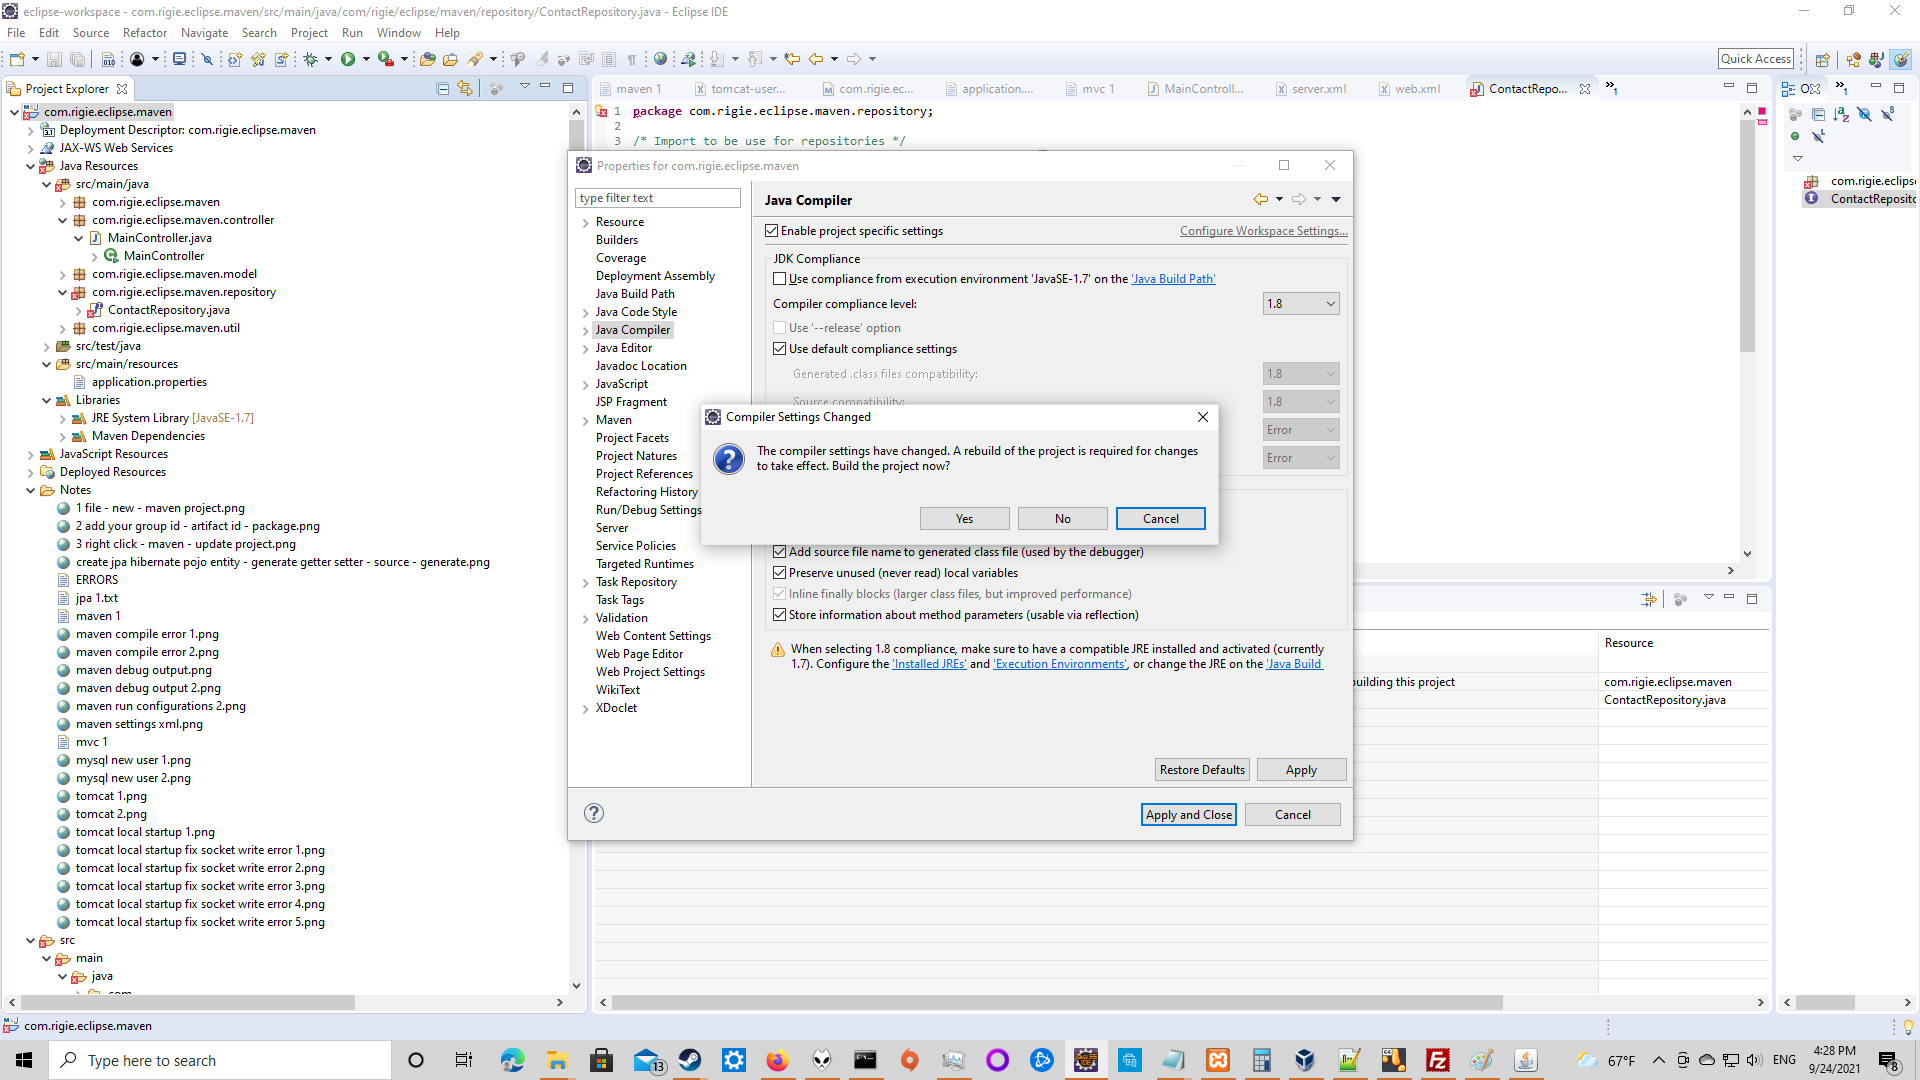 eclipse-workspace - com.rigie.eclipse.maven/src/main/java/com/rigie/eclipse/maven/repository/ContactRepository.java - Eclipse IDE
File Edit Source Refactor Navigate Search Project Run Window Help
Quick Access
Project Explorer
com.rigie.eclipse.maven
Deployment Descriptor: com.rigie.eclipse.maven
JAX-WS Web Services
Java Resources
src/main/java
com.rigie.eclipse.maven
com.rigie.eclipse.maven.controller
MainController.java
MainController
com.rigie.eclipse.maven.model
com.rigie.eclipse.maven.repository
ContactRepository.java
com.rigie.eclipse.maven.util
src/test/java
src/main/resources
application.properties
Libraries
JRE System Library [JavaSE-1.7]
Maven Dependencies
JavaScript Resources
Deployed Resources
Notes
1 file - new - maven project.png
2 add your group id - artifact id - package.png
3 right click - maven - update project.png
create jpa hibernate pojo entity - generate getter setter - source - generate.png
ERRORS
jpa 1.txt
maven 1
maven compile error 1.png
maven compile error 2.png
maven debug output.png
maven debug output 2.png
maven run configurations 2.png
maven settings xml.png
mvc 1
mysql new user 1.png
mysql new user 2.png
tomcat 1.png
tomcat 2.png
tomcat local startup 1.png
tomcat local startup fix socket write error 1.png
tomcat local startup fix socket write error 2.png
tomcat local startup fix socket write error 3.png
tomcat local startup fix socket write error 4.png
tomcat local startup fix socket write error 5.png
src
main
java
com
maven 1 tomcat-user... com.rigie.ec... application.... mvc 1 MainControll... server.xml web.xml ContactRepo... 1
1 package com.rigie.eclipse.maven.repository;
2
3 /* Import to be use for repositories */
Properties for com.rigie.eclipse.maven
type filter text
Resource
Builders
Coverage
Deployment Assembly
Java Build Path
Java Code Style
Java Compiler
Java Editor
Javadoc Location
JavaScript
JSP Fragment
Maven
Project Facets
Project Natures
Project References
Refactoring History
Run/Debug Settings
Server
Service Policies
Targeted Runtimes
Task Repository
Task Tags
Validation
Web Content Settings
Web Page Editor
Web Project Settings
WikiText
XDoclet
Java Compiler
Enable project specific settings Configure Workspace Settings...
JDK Compliance
Use compliance from execution environment 'JavaSE-1.7' on the 'Java Build Path'
Compiler compliance level: 1.8
Use '--release' option
Use default compliance settings
Generated .class files compatibility: 1.8
Source compatibility: 1.8
Error
Error
Compiler Settings Changed
The compiler settings have changed. A rebuild of the project is required for changes
to take effect. Build the project now?
Yes No Cancel
Add source file name to generated class file (used by the debugger)
Preserve unused (never read) local variables
Inline finally blocks (larger class files, but improved performance)
Store information about method parameters (usable via reflection)
When selecting 1.8 compliance, make sure to have a compatible JRE installed and activated (currently
1.7). Configure the 'Installed JREs' and 'Execution Environments', or change the JRE on the 'Java Build
Restore Defaults Apply
Apply and Close Cancel
Resource
building this project com.rigie.eclipse.maven
ContactRepository.java
com.rigie.eclips
ContactReposito
com.rigie.eclipse.maven
Type here to search
13
67°F
ENG
4:28 PM
9/24/2021
8